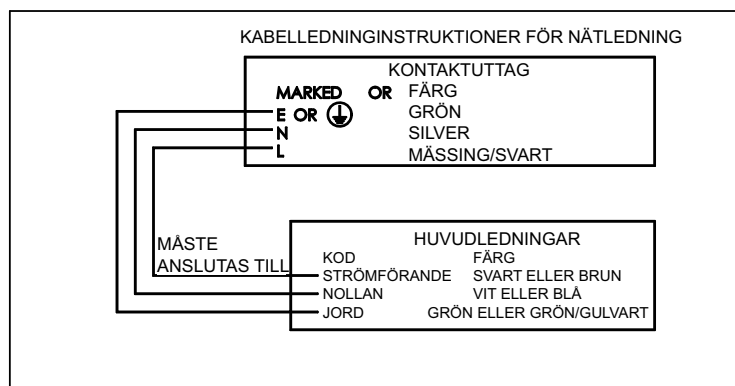 KABELLEDNINGINSTRUKTIONER FÖR NÄTLEDNING
KONTAKTUTTAG
MARKED OR FÄRG
E OR GRÖN
N SILVER
L MÄSSING/SVART
MÅSTE
ANSLUTAS TILL
HUVUDLEDNINGAR
KOD FÄRG
STRÖMFÖRANDE SVART ELLER BRUN
NOLLAN VIT ELLER BLÅ
JORD GRÖN ELLER GRÖN/GULVART